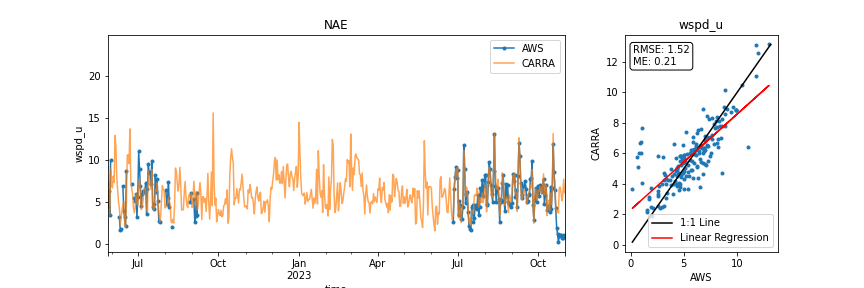 NAE
wspd_u
20
15
10
5
0
Jul
Oct
Jan
2023
Apr
Jul
Oct
time
AWS
CARRA
wspd_u
CARRA
12
10
8
6
4
2
0
0
5
10
AWS
RMSE: 1.52
ME: 0.21
1:1 Line
Linear Regression